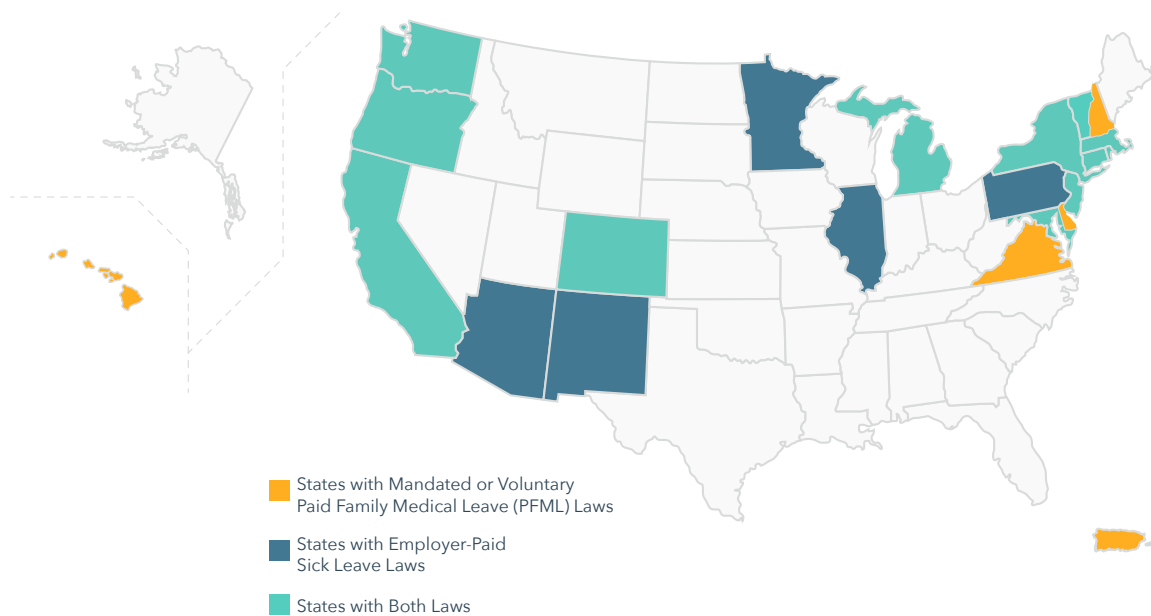 States with Mandated or Voluntary
Paid Family Medical Leave (PFML) Laws
States with Employer-Paid
Sick Leave Laws
States with Both Laws